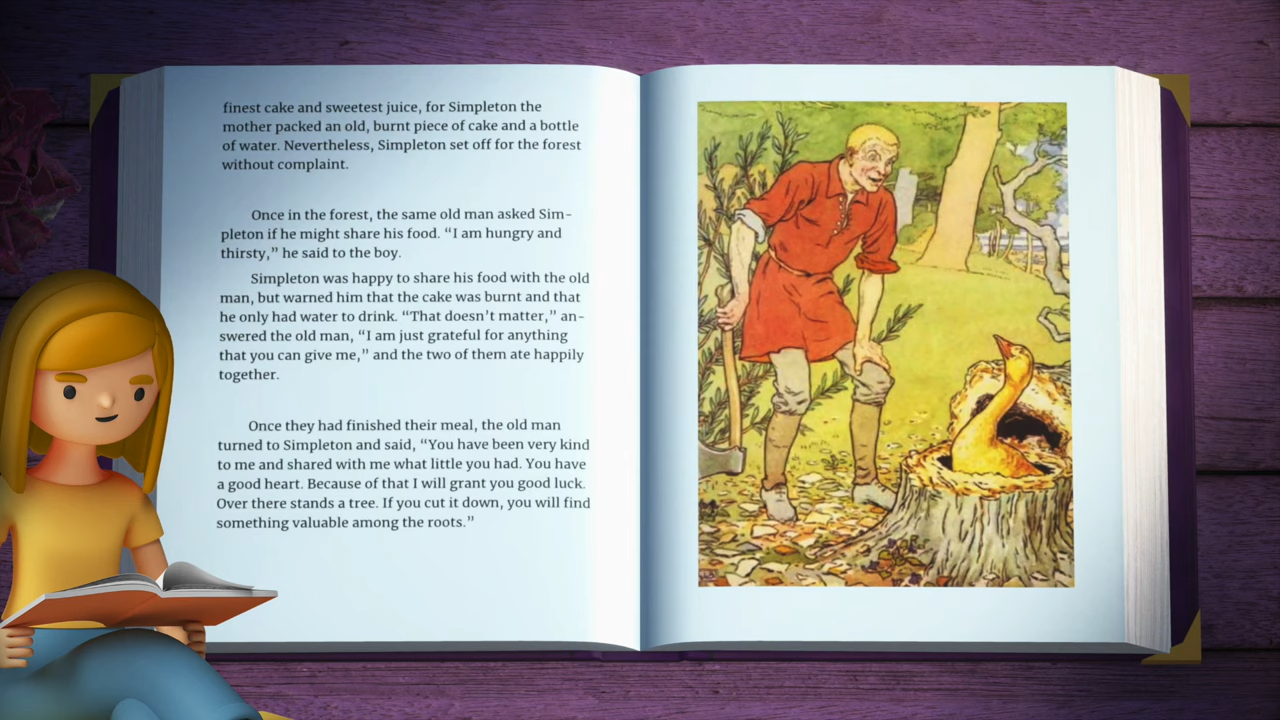 finest cake and sweetest juice, for Simpleton the
mother packed an old, burnt piece of cake and a bottle
of water. Nevertheless, Simpleton set off for the forest
without complaint.
Once in the forest, the same old man asked Sim-
pleton if he might share his food. “I am hungry and
thirsty,” he said to the boy.
Simpleton was happy to share his food with the old
man, but warned him that the cake was burnt and that
he only had water to drink. “That doesn’t matter,” an-
swered the old man, “I am just grateful for anything
that you can give me,” and the two of them ate happily
together.
Once they had finished their meal, the old man
turned to Simpleton and said, “You have been very kind
to me and shared with me what little you had. You have
a good heart. Because of that I will grant you good luck.
Over there stands a tree. If you cut it down, you will find
something valuable among the roots.”